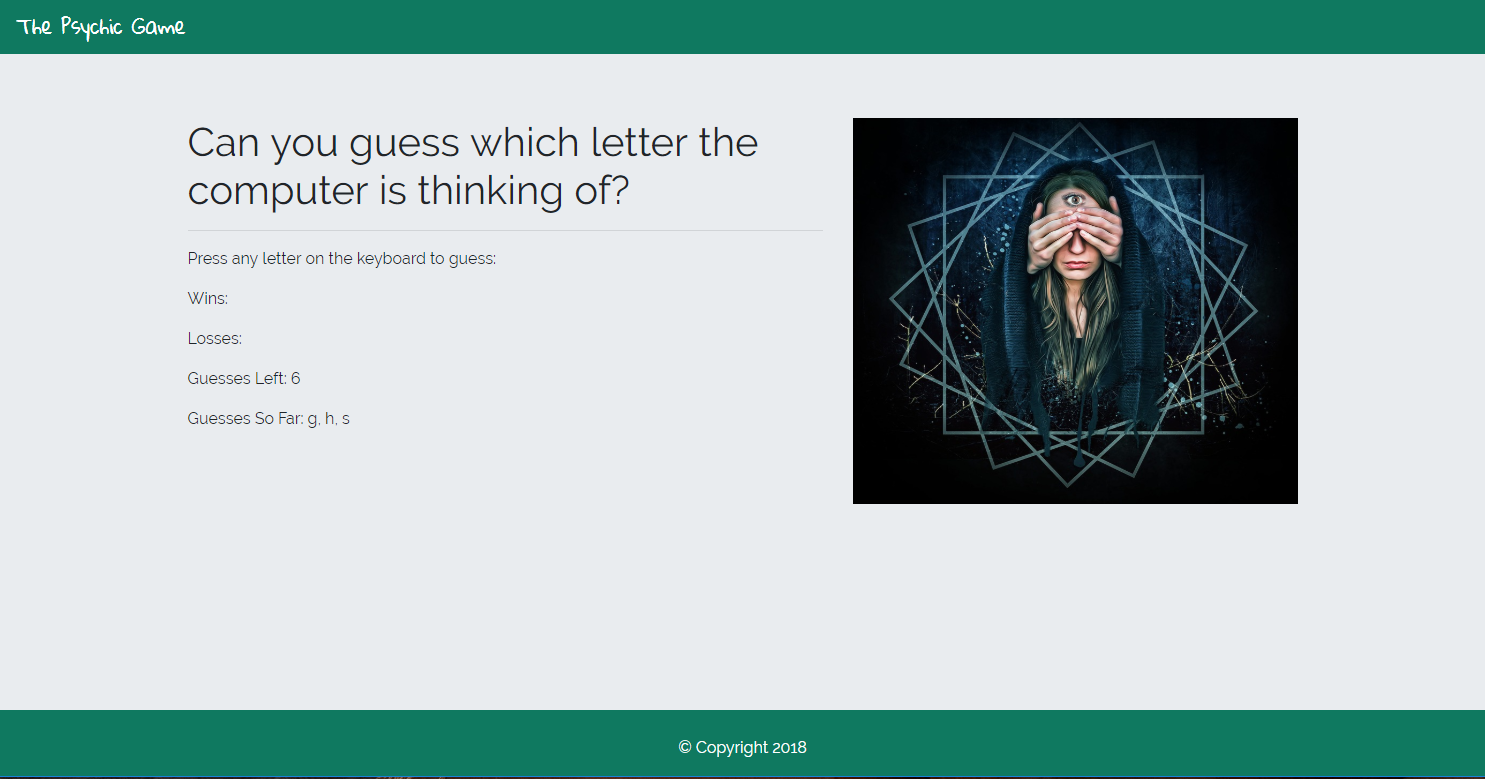 The Psychic Game
Can you guess which letter the
computer is thinking of?
Press any letter on the keyboard to guess:
Wins:
Losses:
Guesses Left: 6
Guesses So Far: g, h, s
© Copyright 2018